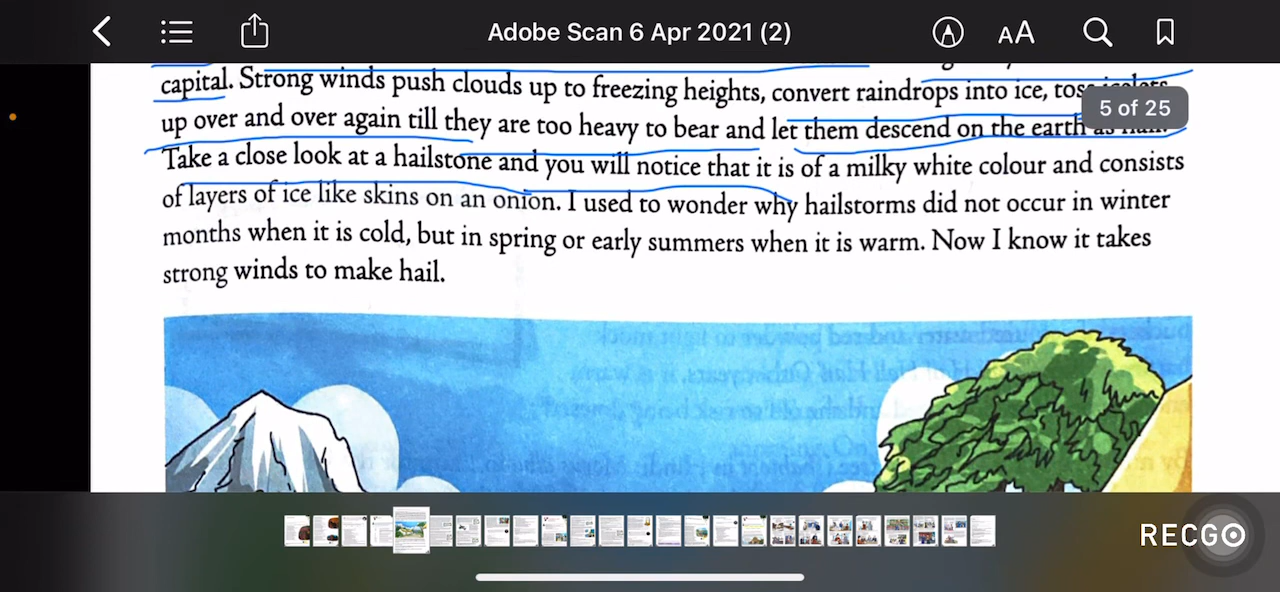 Adobe Scan 6 Apr 2021 (2)
AA
capital. Strong winds push clouds up to freezing heights, convert raindrops into ice, toss
5 of 25
up over and over again till they are too heavy to bear and let them descend on the earth as hail.
Take a close look at a hailstone and you will notice that it is of a milky white colour and consists
of layers of ice like skins on an onion. I used to wonder why hailstorms did not occur in winter
months when it is cold, but in spring or early summers when it is warm. Now I know it takes
strong winds to make hail.
RECGO